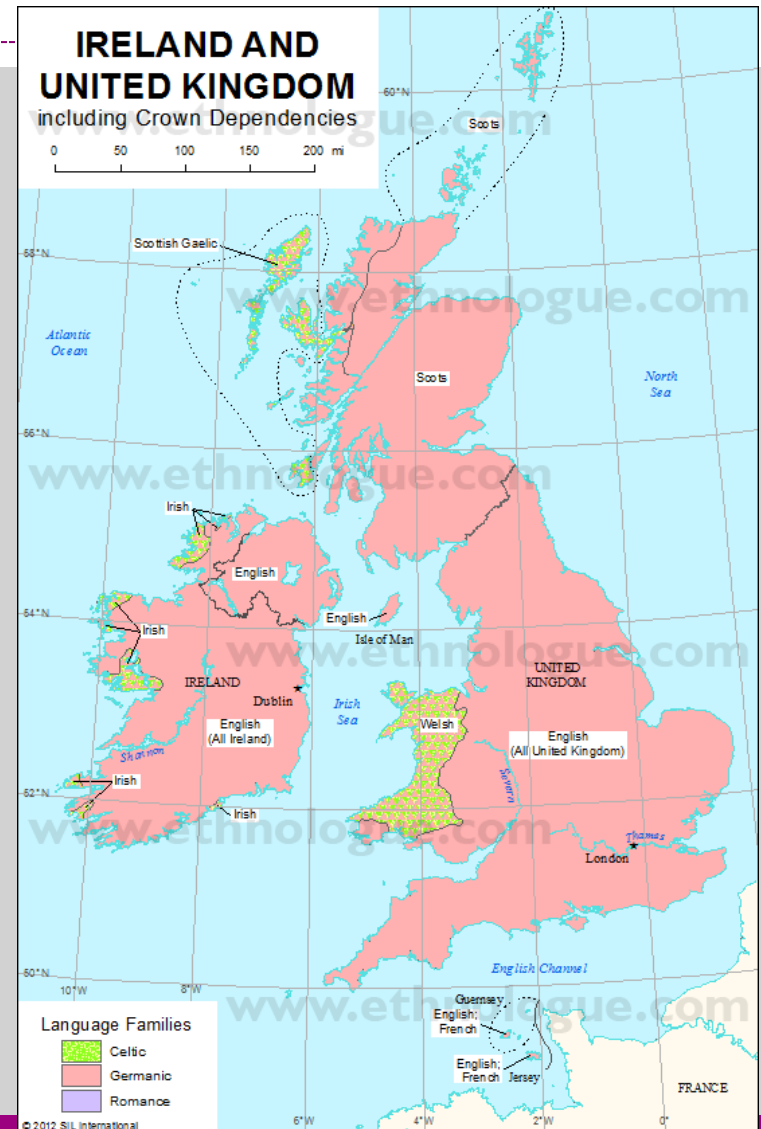 IRELAND AND
UNITED KINGDOM
including Crown Dependencies
0 50 100 150 200 mi
60°N
Scots
www.ethnologue.com
Scottish Gaelic
58°N
www.ethnologue.com
Atlantic
Ocean
Scots
North
Sea
56°N
www.ethnologue.com
Irish
English
54°N
English
Irish
Isle of Man
www.ethnologue.com
UNITED
KINGDOM
IRELAND
Dublin
Irish
Sea
Welsh
English
(All Ireland)
English
(All United Kingdom)
Shannon
Severn
Irish
52°N
Irish
www.ethnologue.com
Thames
London
English Channel
50°N
10°W
8°W
www.ethnologue.com
Guernsey
English;
French
English;
French
Jersey
FRANCE
Language Families
Celtic
Germanic
Romance
6°W
4°W
2°W
0°
© 2012 SIL International